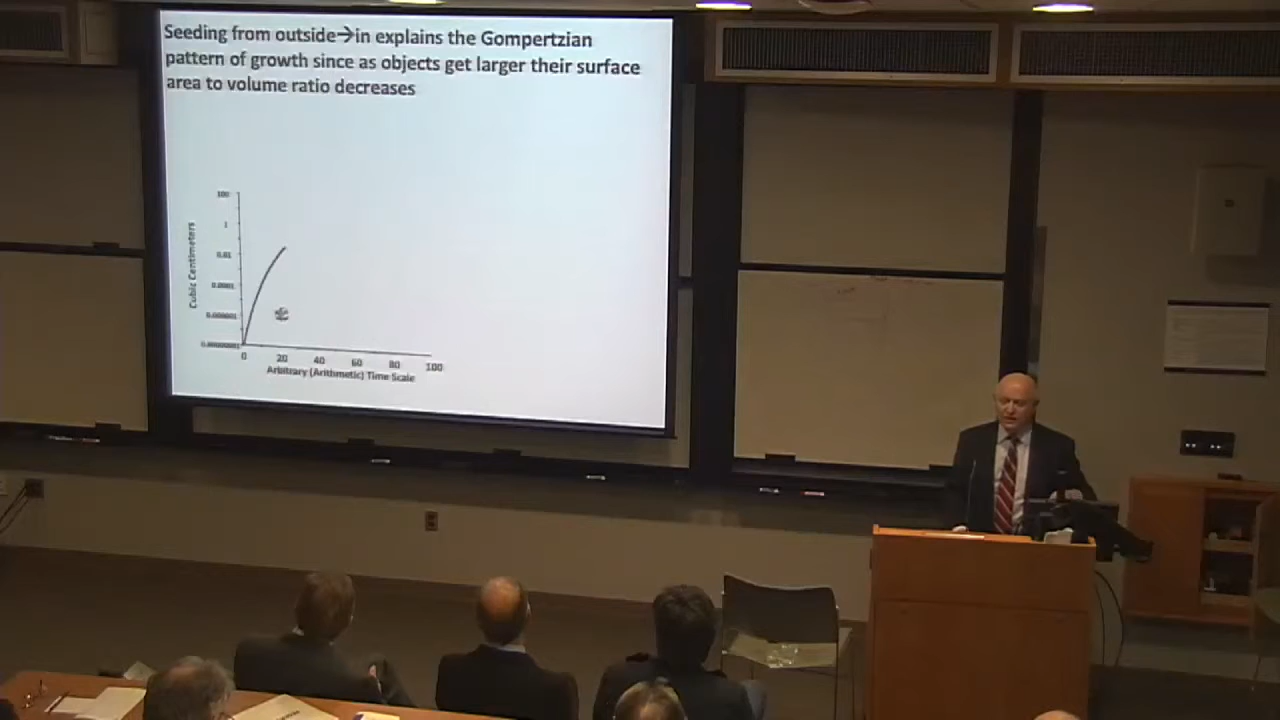 Seeding from outside→in explains the Gompertzian
pattern of growth since as objects get larger their surface
area to volume ratio decreases
100
1
0.01
0.0001
0.000001
0.00000001
Cubic Centimeters
0 20 40 60 80 100
Arbitrary (Arithmetic) Time Scale